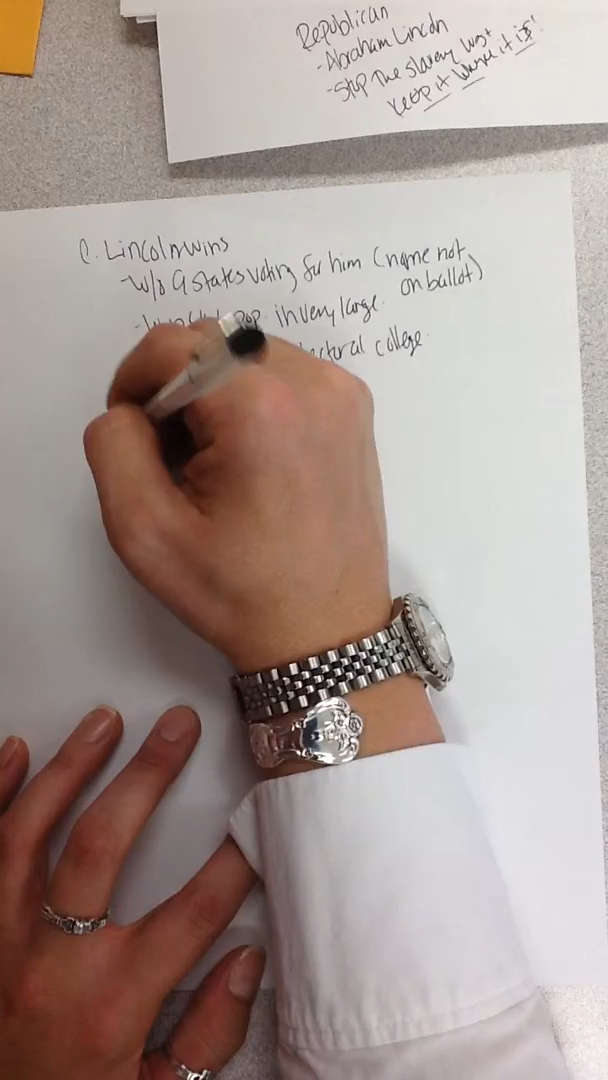 Republican
-Abraham Lincoln
-Stop the slavery west
keep it where it is!
C. Lincoln wins
-W/o 9 states voting for him (name not
on ballot)
pop. in very large
college